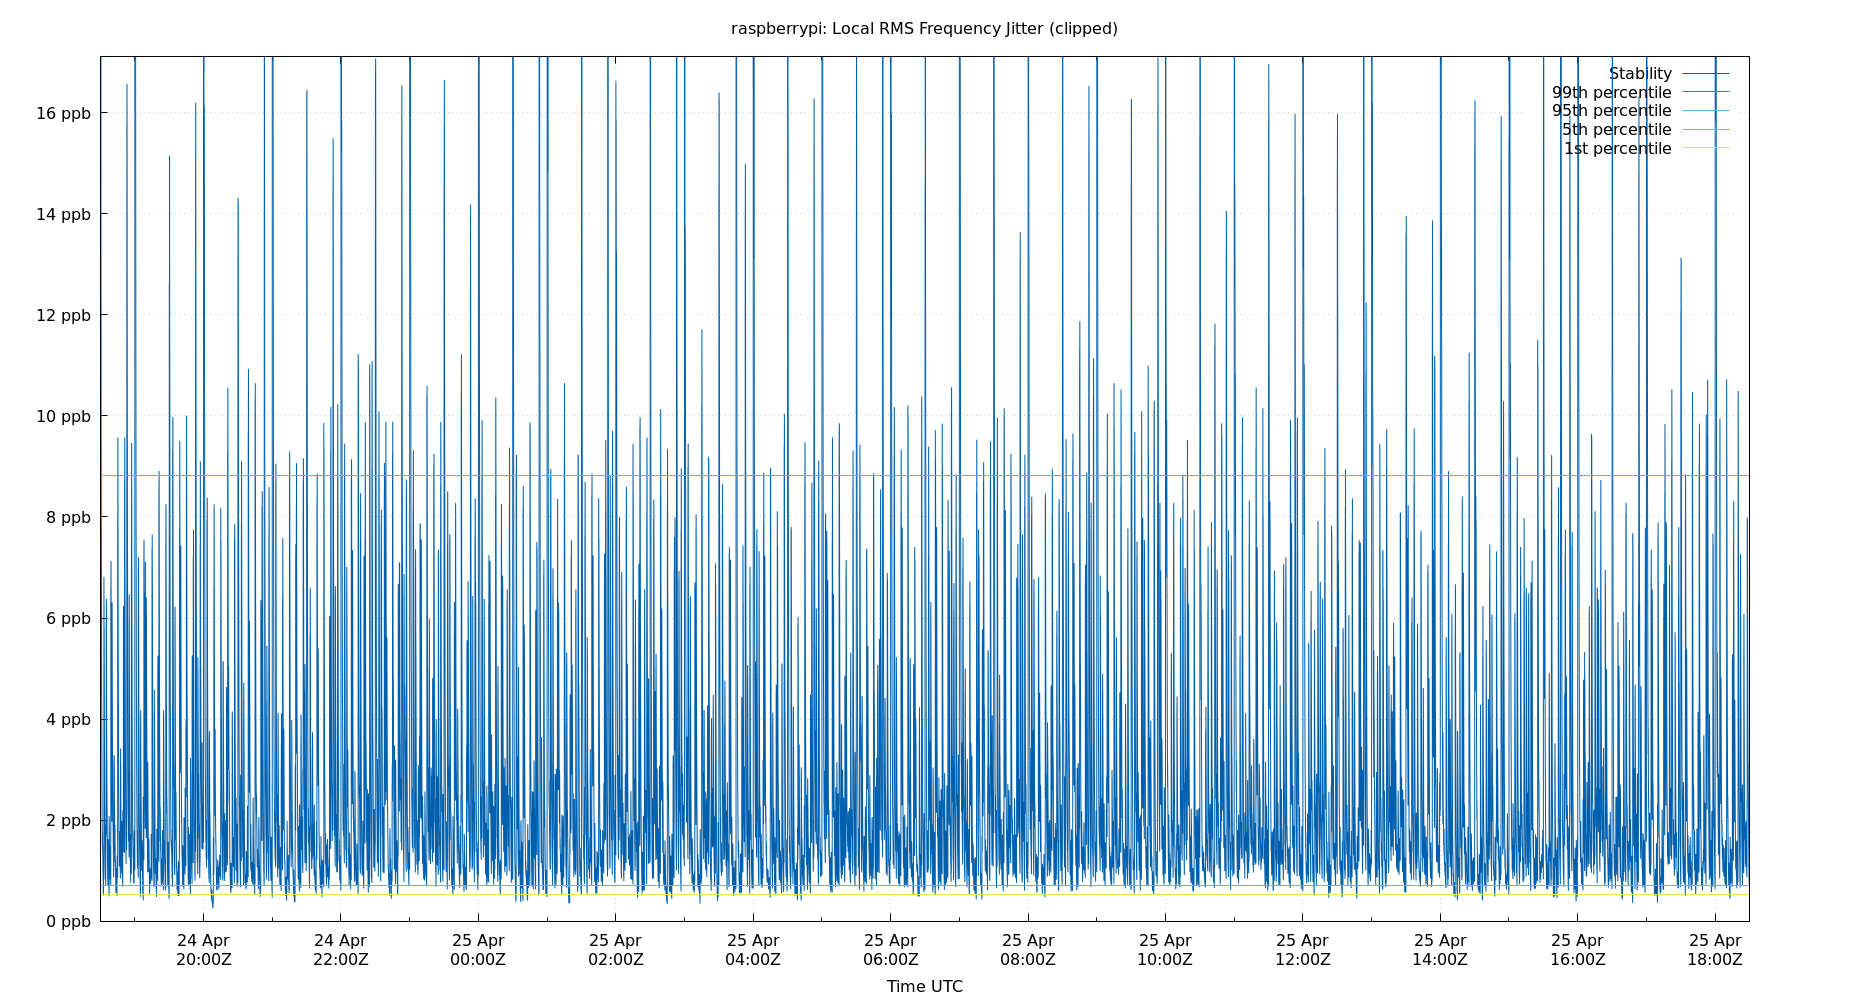 raspberrypi: Local RMS Frequency Jitter (clipped)
Stability
99th percentile
95th percentile
5th percentile
1st percentile
16 ppb
14 ppb
12 ppb
10 ppb
8 ppb
6 ppb
4 ppb
2 ppb
0 ppb
24 Apr 24 Apr 25 Apr 25 Apr 25 Apr 25 Apr 25 Apr 25 Apr 25 Apr 25 Apr 25 Apr 25 Apr
20:00Z 22:00Z 00:00Z 02:00Z 04:00Z 06:00Z 08:00Z 10:00Z 12:00Z 14:00Z 16:00Z 18:00Z
Time UTC